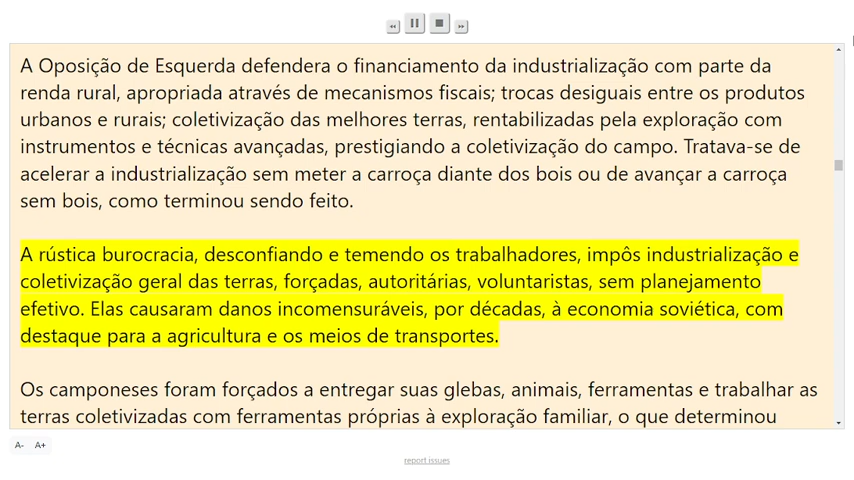 A Oposição de Esquerda defendera o financiamento da industrialização com parte da
renda rural, apropriada através de mecanismos fiscais; trocas desiguais entre os produtos
urbanos e rurais; coletivização das melhores terras, rentabilizadas pela exploração com
instrumentos e técnicas avançadas, prestigiando a coletivização do campo. Tratava-se de
acelerar a industrialização sem meter a carroça diante dos bois ou de avançar a carroça
sem bois, como terminou sendo feito.
A rústica burocracia, desconfiando e temendo os trabalhadores, impôs industrialização e
coletivização geral das terras, forçadas, autoritárias, voluntaristas, sem planejamento
efetivo. Elas causaram danos incomensuráveis, por décadas, à economia soviética, com
destaque para a agricultura e os meios de transportes.
Os camponeses foram forçados a entregar suas glebas, animais, ferramentas e trabalhar as
terras coletivizadas com ferramentas próprias à exploração familiar, o que determinou
A- A+
report issues